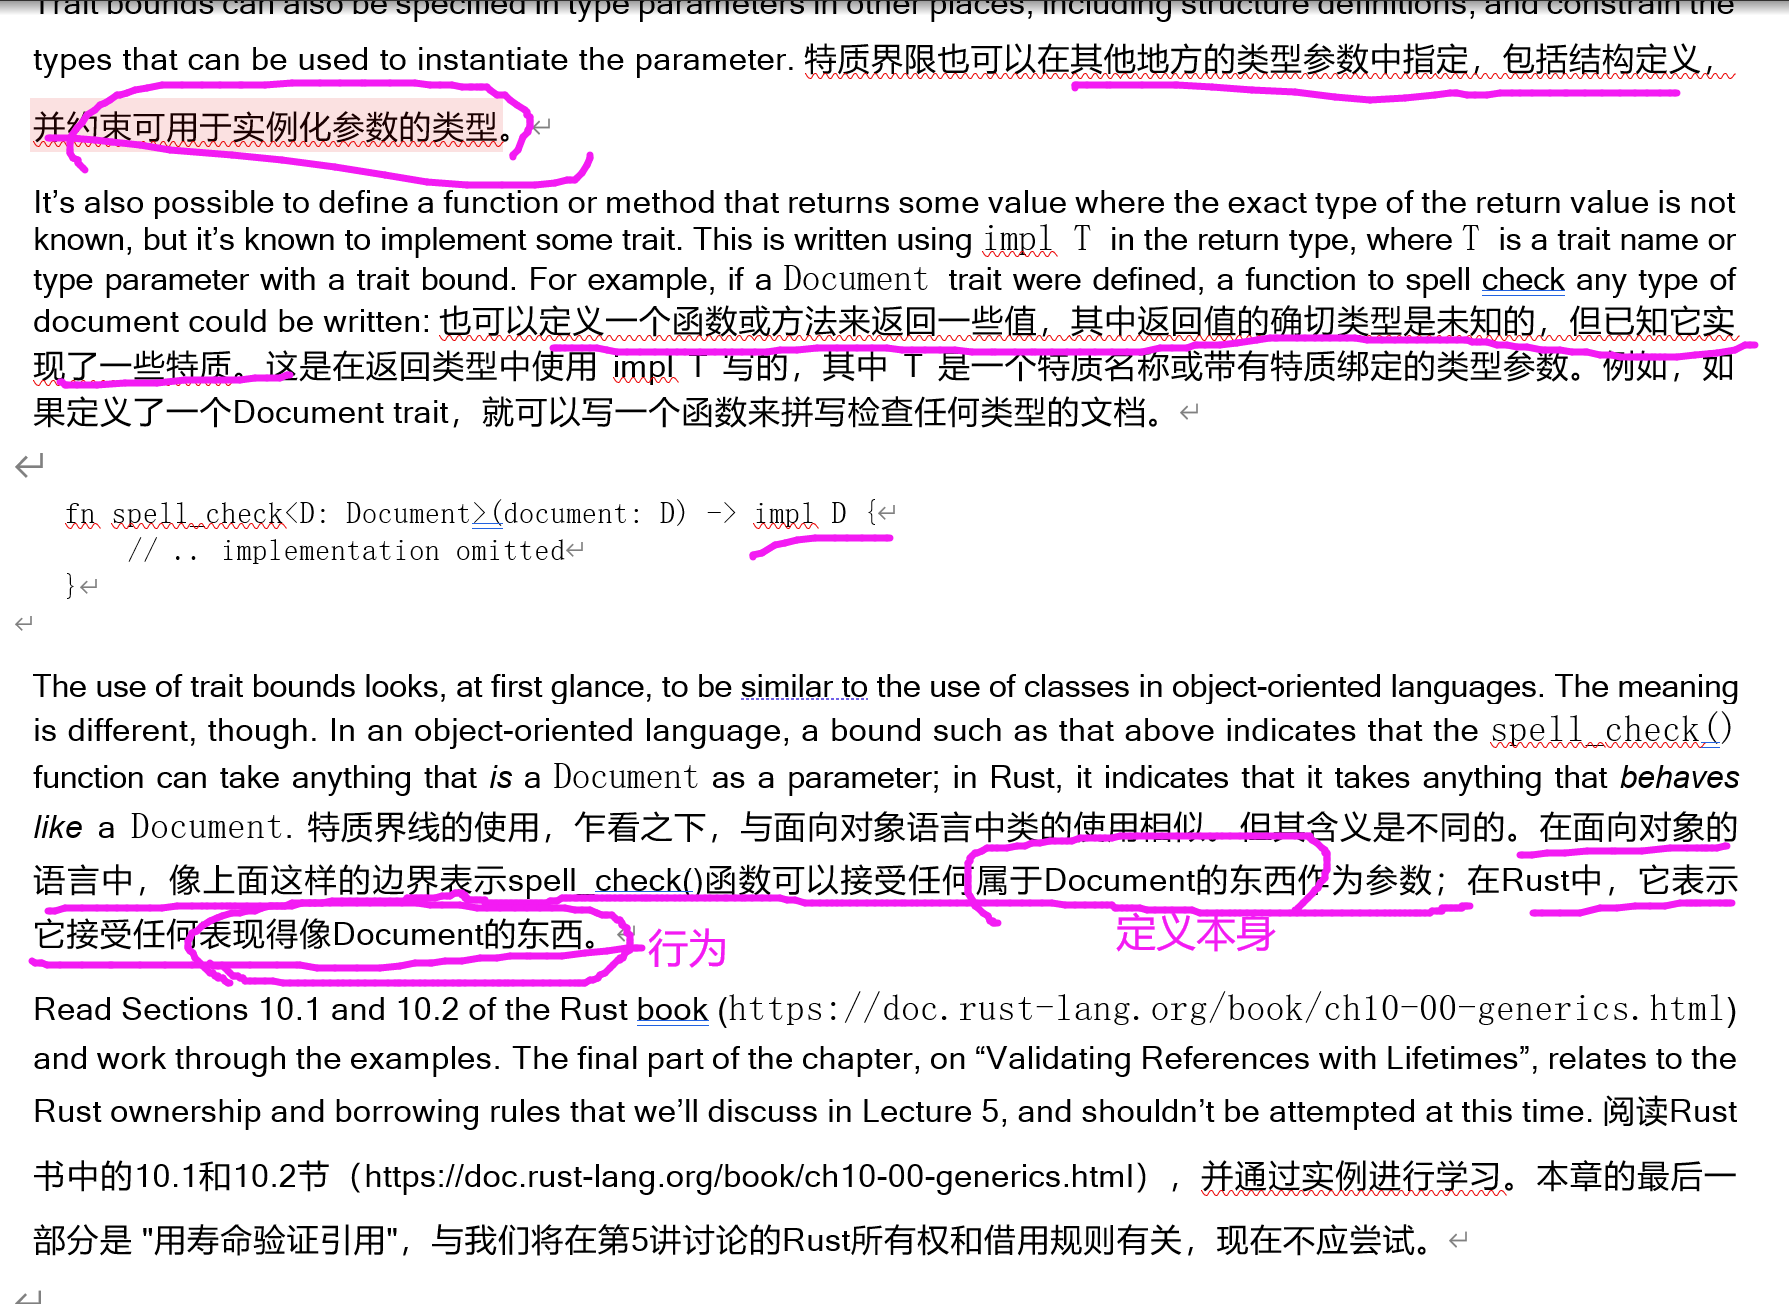 Trait bounds can also be specified in type parameters in other places, including structure definitions, and constrain the
types that can be used to instantiate the parameter. 特质界限也可以在其他地方的类型参数中指定，包括结构定义，
并约束可用于实例化参数的类型。
It’s also possible to define a function or method that returns some value where the exact type of the return value is not
known, but it’s known to implement some trait. This is written using impl T in the return type, where T is a trait name or
type parameter with a trait bound. For example, if a Document trait were defined, a function to spell check any type of
document could be written: 也可以定义一个函数或方法来返回一些值，其中返回值的确切类型是未知的，但已知它实
现了一些特质。这是在返回类型中使用 impl T 写的，其中 T 是一个特质名称或带有特质绑定的类型参数。例如，如
果定义了一个Document trait，就可以写一个函数来拼写检查任何类型的文档。
fn spell_check<D: Document>(document: D) -> impl D {
// .. implementation omitted
}
The use of trait bounds looks, at first glance, to be similar to the use of classes in object-oriented languages. The meaning
is different, though. In an object-oriented language, a bound such as that above indicates that the spell_check()
function can take anything that is a Document as a parameter; in Rust, it indicates that it takes anything that behaves
like a Document. 特质界线的使用，乍看之下，与面向对象语言中类的使用相似。但其含义是不同的。在面向对象的
语言中，像上面这样的边界表示spell_check()函数可以接受任何属于Document的东西作为参数；在Rust中，它表示
它接受任何表现得像Document的东西。
行为
定义本身
Read Sections 10.1 and 10.2 of the Rust book (https://doc.rust-lang.org/book/ch10-00-generics.html)
and work through the examples. The final part of the chapter, on “Validating References with Lifetimes”, relates to the
Rust ownership and borrowing rules that we’ll discuss in Lecture 5, and shouldn’t be attempted at this time. 阅读Rust
书中的10.1和10.2节（https://doc.rust-lang.org/book/ch10-00-generics.html），并通过实例进行学习。本章的最后一
部分是 "用寿命验证引用"，与我们将在第5讲讨论的Rust所有权和借用规则有关，现在不应尝试。